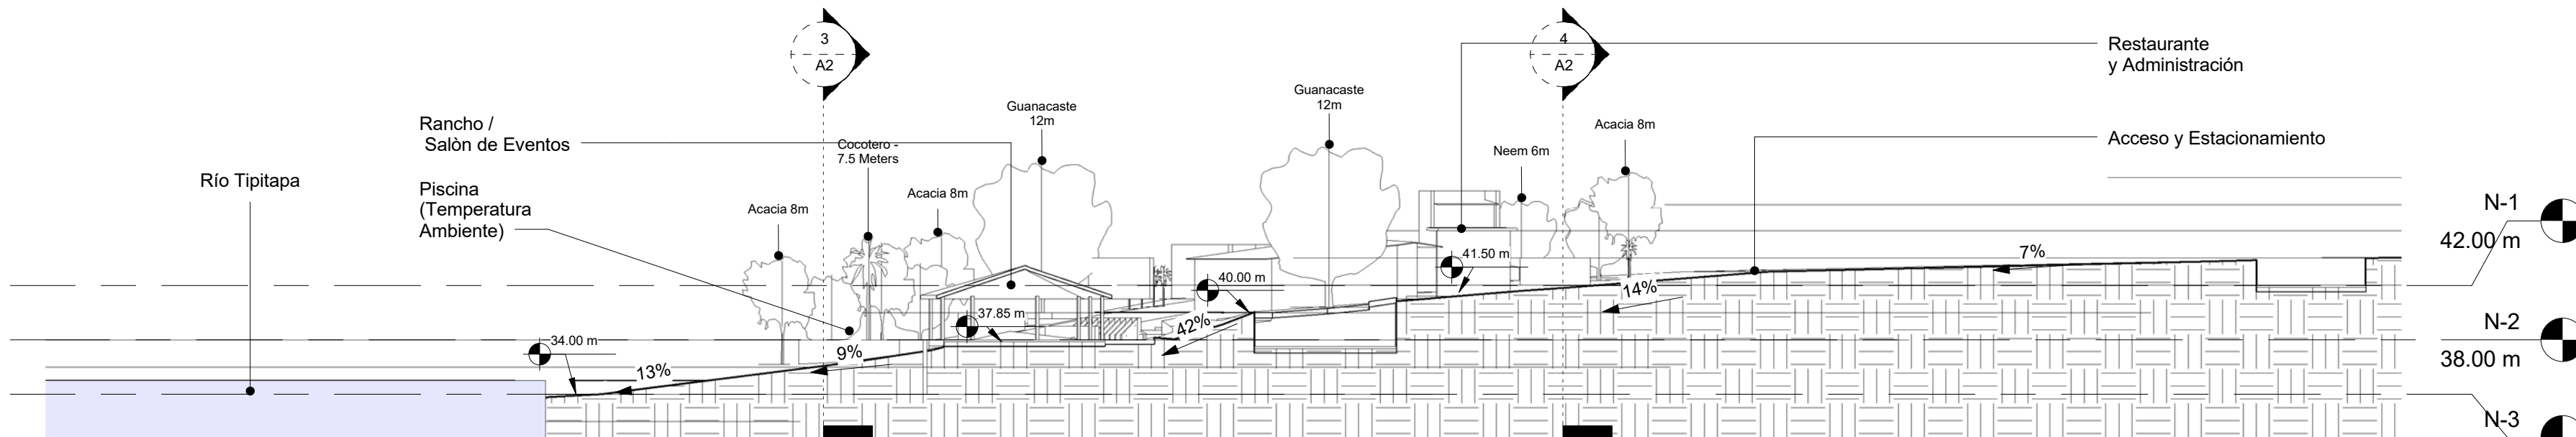 3
A2
4
A2
Restaurante
y Administración
Guanacaste
12m
Guanacaste
12m
Rancho /
Salòn de Eventos
Acacia 8m
Acceso y Estacionamiento
Cocotero -
7.5 Meters
Neem 6m
Río Tipitapa
Piscina
(Temperatura
Ambiente)
Acacia 8m
Acacia 8m
N-1
42.00 m
41.50 m
7%
40.00 m
14%
37.85 m
42%
N-2
38.00 m
34.00 m
9%
13%
N-3